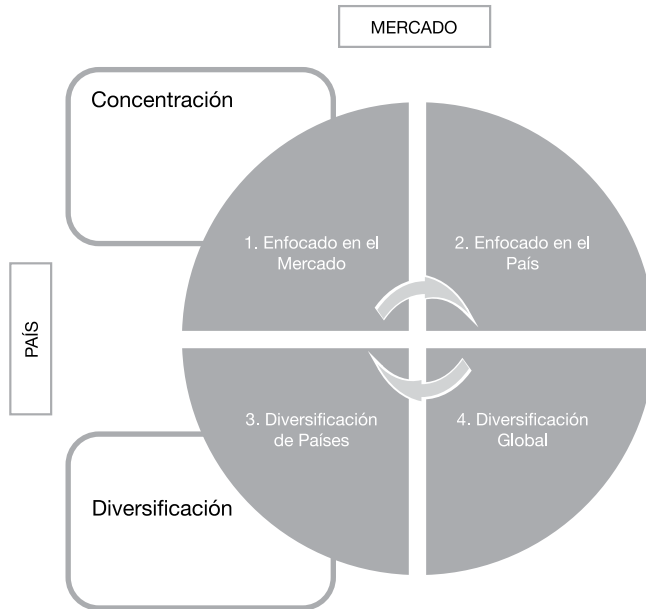 MERCADO
Concentración
1. Enfocado en el
Mercado
2. Enfocado en el
País
PAÍS
3. Diversificación
de Países
4. Diversificación
Global
Diversificación